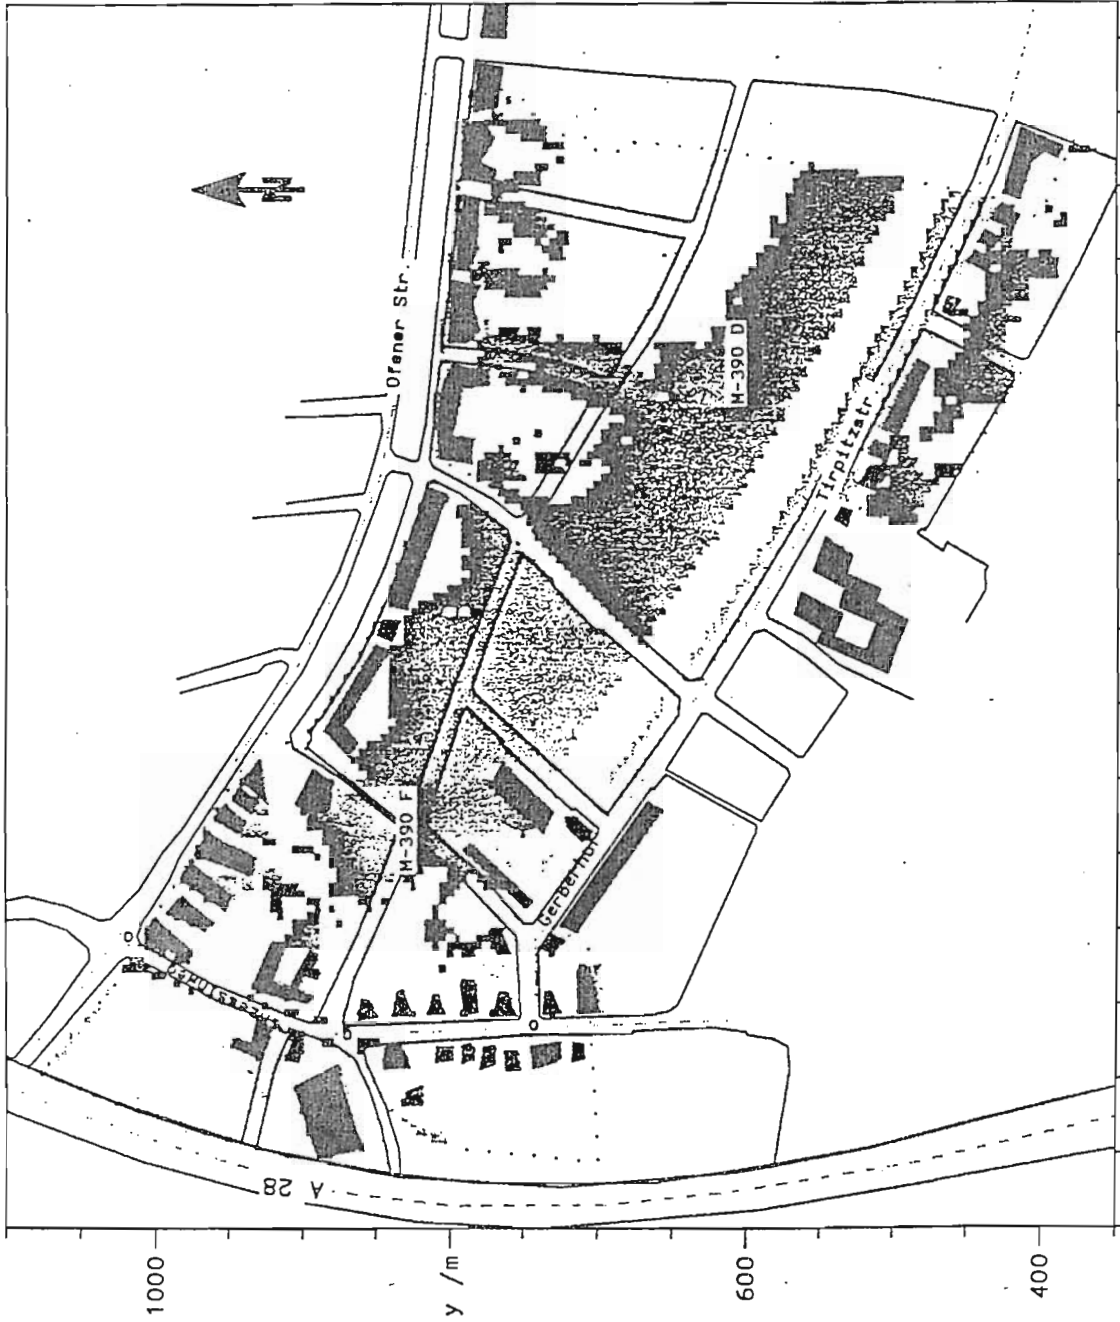 Ofener Str.
M-390 D
Tirpitzstr.
M-390 F
Gerberhof
A 28
1000
y /m
600
400